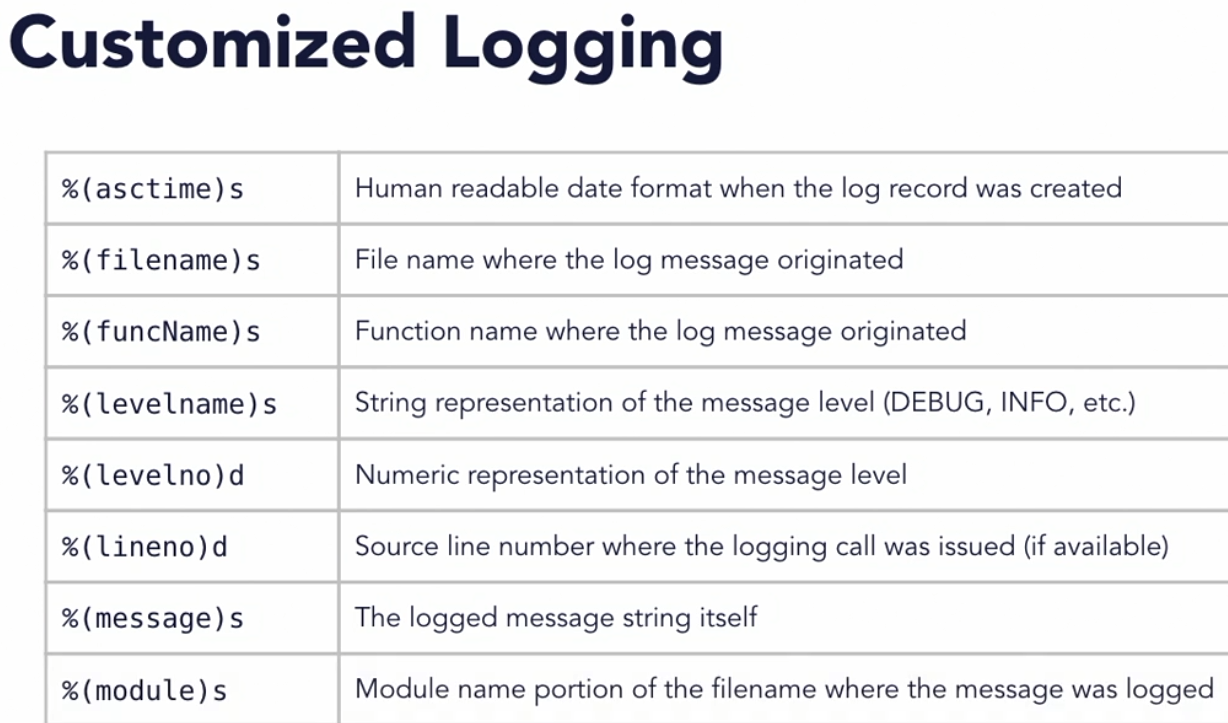 Customized Logging
%(asctime)s Human readable date format when the log record was created
%(filename)s File name where the log message originated
%(funcName)s Function name where the log message originated
%(levelname)s String representation of the message level (DEBUG, INFO, etc.)
%(levelno)d Numeric representation of the message level
%(lineno)d Source line number where the logging call was issued (if available)
%(message)s The logged message string itself
%(module)s Module name portion of the filename where the message was logged